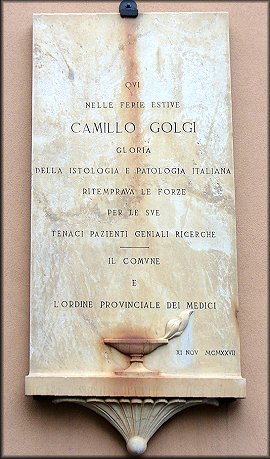 QVI
NELLE FERIE ESTIVE
CAMILLO GOLGI
GLORIA
DELLA ISTOLOGIA E PATOLOGIA ITALIANA
RITEMPRAVA LE FORZE
PER LE SVE
TENACI PAZIENTI GENIALI RICERCHE
IL COMVNE
E
L'ORDINE PROVINCIALE DEI MEDICI
XI NOV MCMXXVII